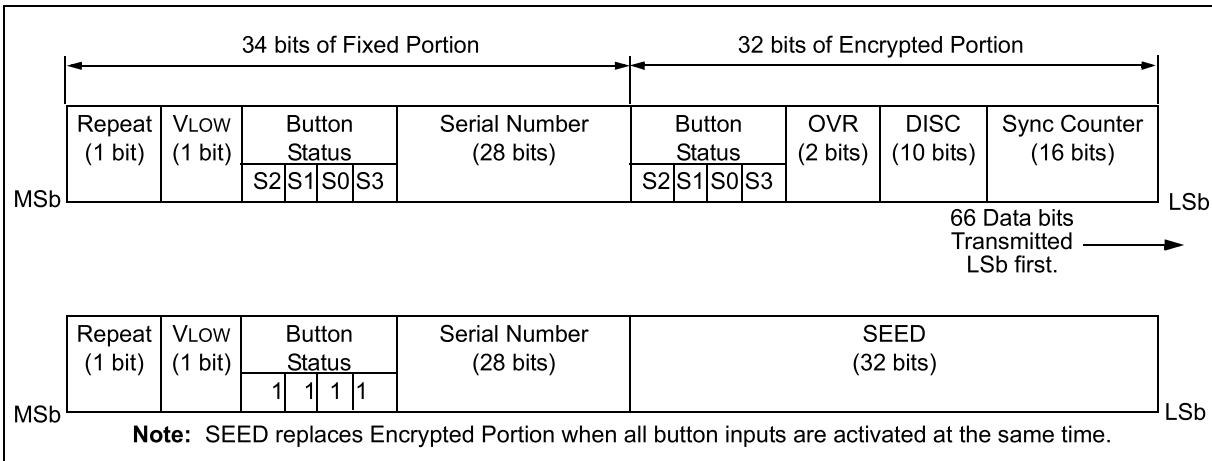 34 bits of Fixed Portion
32 bits of Encrypted Portion
Repeat
(1 bit)
VLOW
(1 bit)
Button
Status
S2 S1 S0 S3
Serial Number
(28 bits)
Button
Status
S2 S1 S0 S3
OVR
(2 bits)
DISC
(10 bits)
Sync Counter
(16 bits)
MSb
LSb
66 Data bits
Transmitted
LSb first.
Repeat
(1 bit)
VLOW
(1 bit)
Button
Status
1 1 1 1
Serial Number
(28 bits)
SEED
(32 bits)
MSb
LSb
Note: SEED replaces Encrypted Portion when all button inputs are activated at the same time.